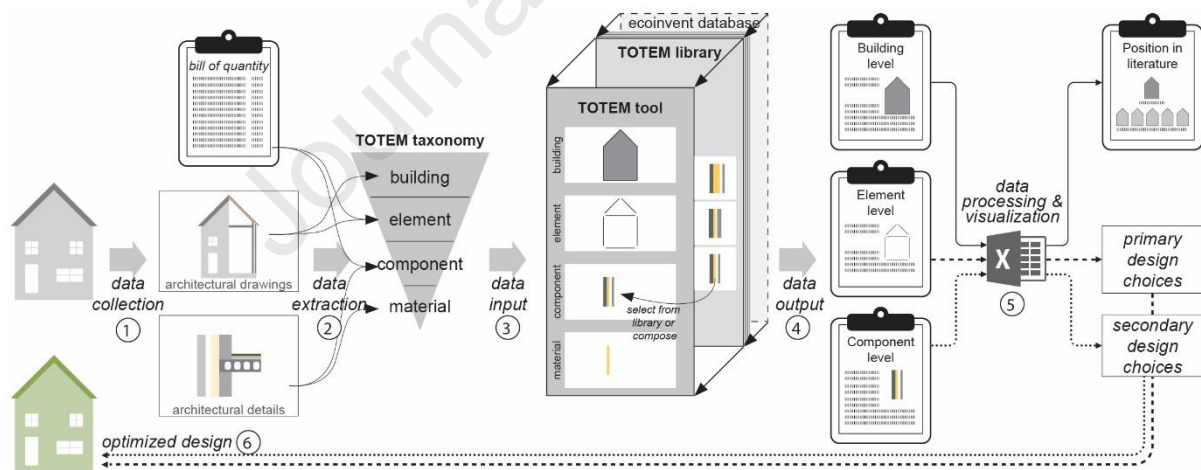 Journa
bill of quantity
architectural drawings
architectural details
data
collection
1
data
extraction
2
TOTEM taxonomy
building
element
component
material
data
input
3
ecoinvent database
TOTEM library
TOTEM tool
building
element
component
material
select from
library or
compose
data
output
4
Building
level
Element
level
Component
level
data
processing &
visualization
X
5
Position in
literature
primary
design
choices
secondary
design
choices
optimized design 6